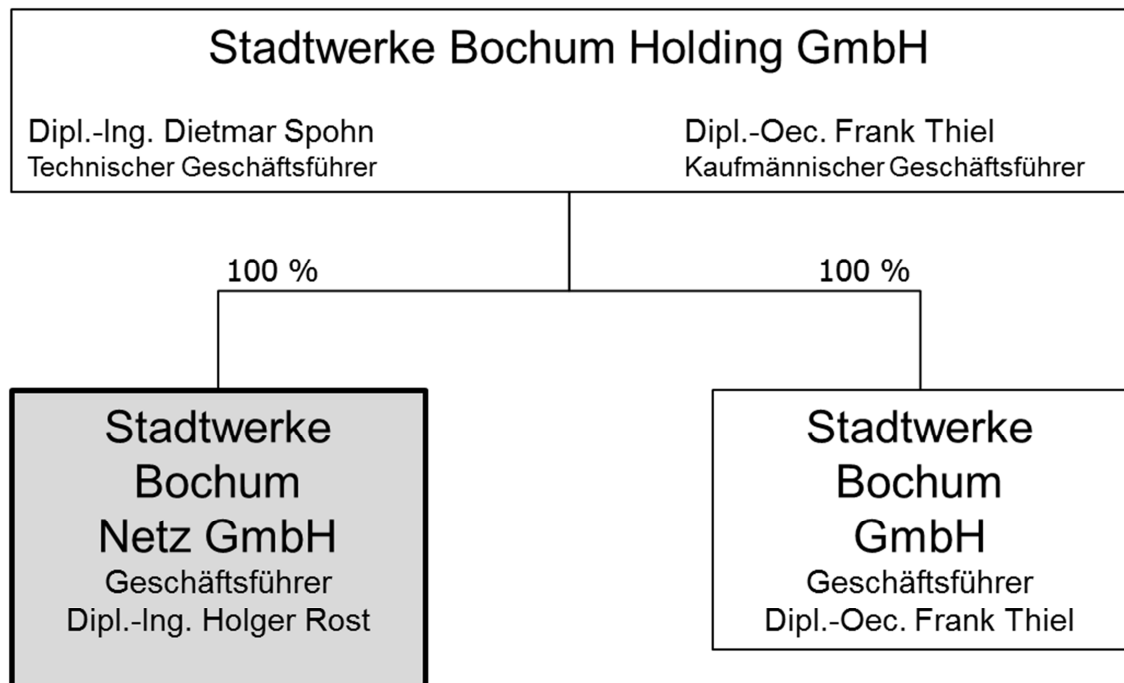 Stadtwerke Bochum Holding GmbH
Dipl.-Ing. Dietmar Spohn
Technischer Geschäftsführer
Dipl.-Oec. Frank Thiel
Kaufmännischer Geschäftsführer
100 %
100 %
Stadtwerke
Bochum
Netz GmbH
Geschäftsführer
Dipl.-Ing. Holger Rost
Stadtwerke
Bochum
GmbH
Geschäftsführer
Dipl.-Oec. Frank Thiel